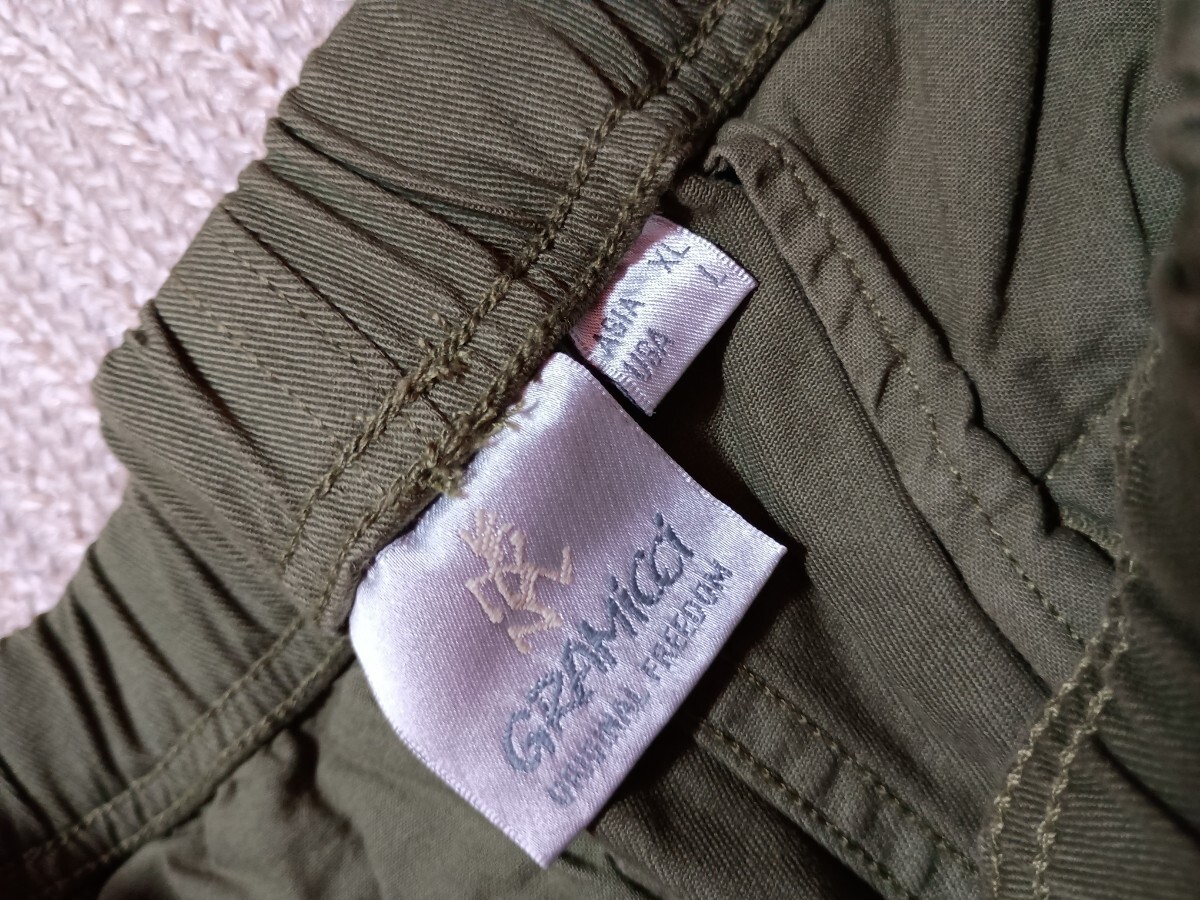 ASIA XL
USA L
GRAMiCCi
ORIGINAL FREEDOM